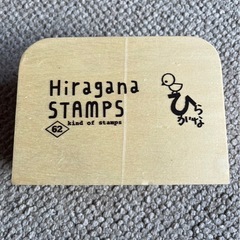 Hiragana
STAMPS
62 kind of stamps
ひらがな